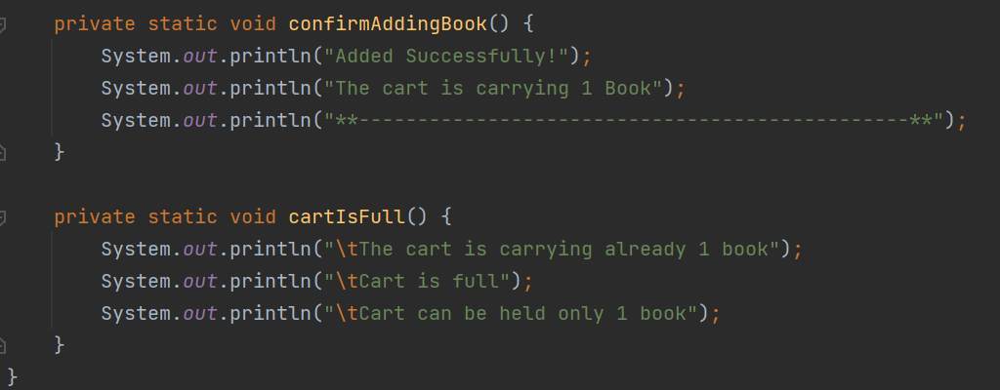 private static void confirmAddingBook() {
System.out.println("Added Successfully!");
System.out.println("The cart is carrying 1 Book");
System.out.println("**-----------------------------------------------**");
}
private static void cartIsFull() {
System.out.println("\tThe cart is carrying already 1 book");
System.out.println("\tCart is full");
System.out.println("\tCart can be held only 1 book");
}
}